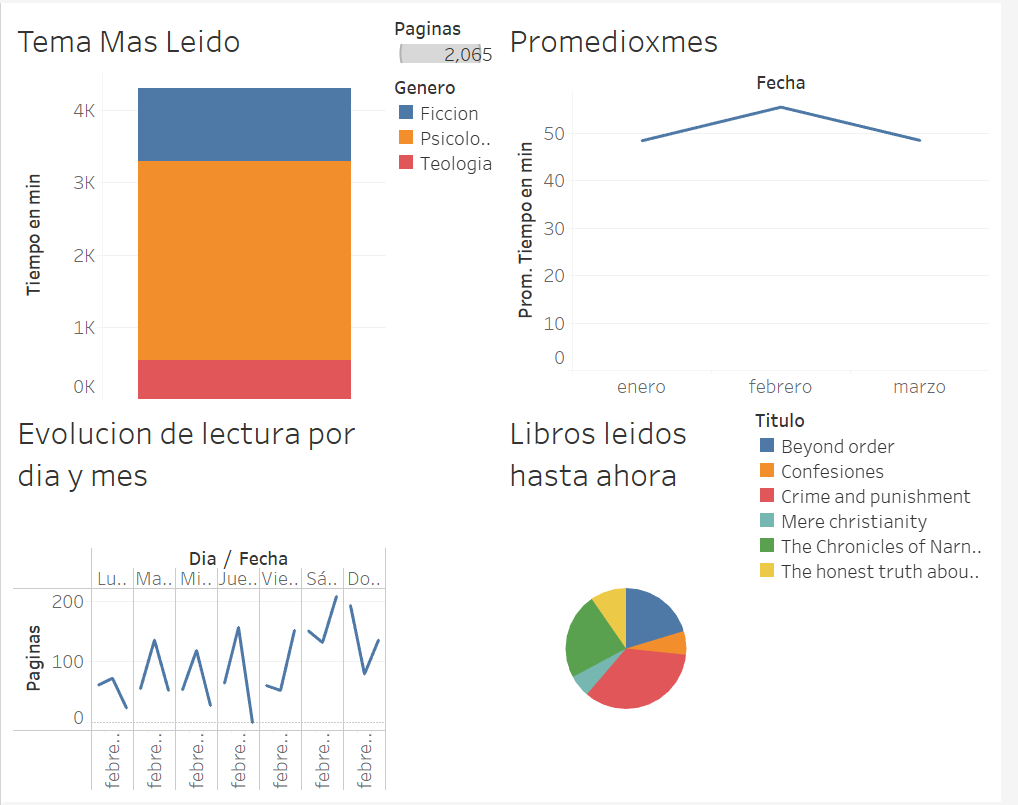 Tema Mas Leido
Paginas
2,065
Genero
Ficcion
Psicolo..
Teologia
4K
3K
2K
1K
0K
Tiempo en min
Promedioxmes
Fecha
50
40
30
20
10
0
Prom. Tiempo en min
enero febrero marzo
Evolucion de lectura por
dia y mes
Dia / Fecha
Lu.. Ma.. Mi.. Jue.. Vie.. Sá.. Do..
200
100
0
Paginas
febre.. febre.. febre.. febre.. febre.. febre.. febre..
Libros leidos
hasta ahora
Titulo
Beyond order
Confesiones
Crime and punishment
Mere christianity
The Chronicles of Narn..
The honest truth abou..